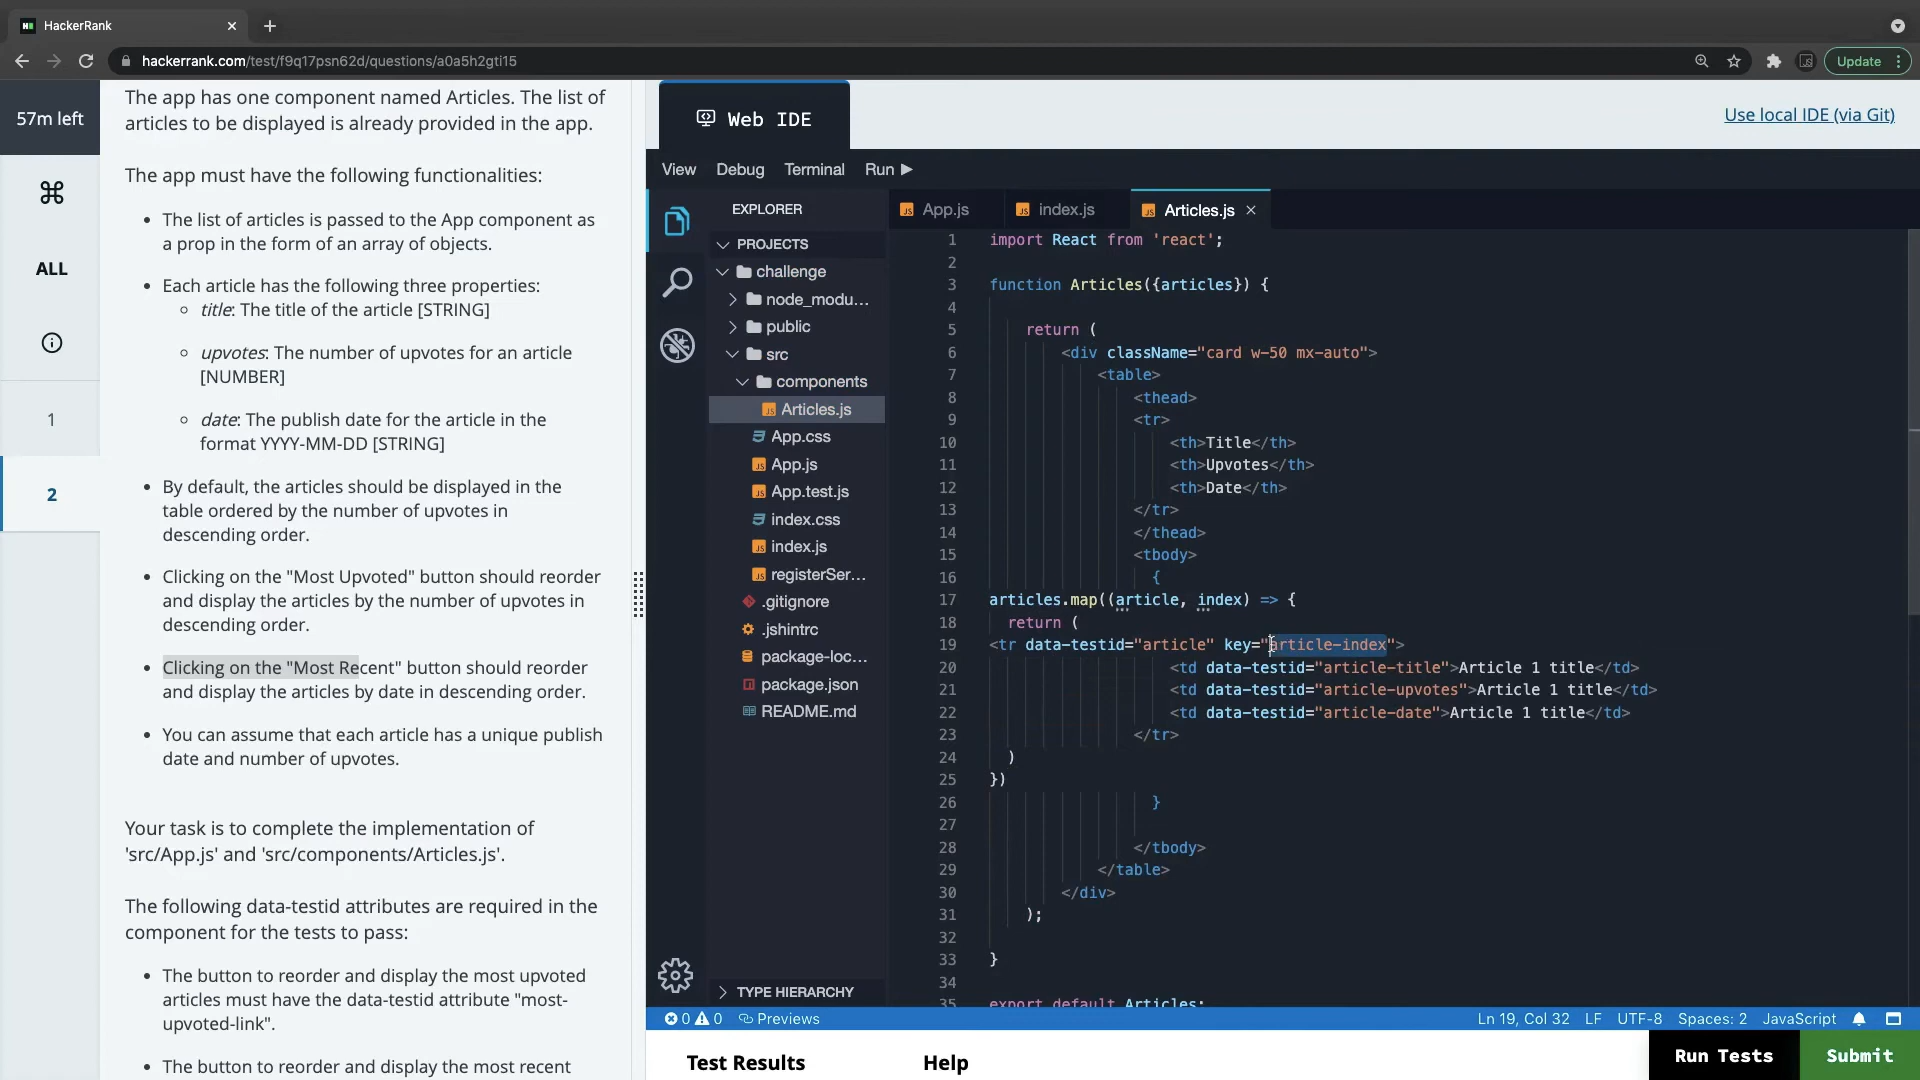 HackerRank
hackerrank.com/test/f9q17psn62d/questions/a0a5h2gti15
Update
57m left
ALL
1
2
The app has one component named Articles. The list of
articles to be displayed is already provided in the app.
The app must have the following functionalities:
• The list of articles is passed to the App component as
a prop in the form of an array of objects.
• Each article has the following three properties:
title: The title of the article [STRING]
upvotes: The number of upvotes for an article
[NUMBER]
date: The publish date for the article in the
format YYYY-MM-DD [STRING]
• By default, the articles should be displayed in the
table ordered by the number of upvotes in
descending order.
• Clicking on the "Most Upvoted" button should reorder
and display the articles by the number of upvotes in
descending order.
• Clicking on the "Most Recent" button should reorder
and display the articles by date in descending order.
• You can assume that each article has a unique publish
date and number of upvotes.
Your task is to complete the implementation of
'src/App.js' and 'src/components/Articles.js'.
The following data-testid attributes are required in the
component for the tests to pass:
• The button to reorder and display the most upvoted
articles must have the data-testid attribute "most-
upvoted-link".
• The button to reorder and display the most recent
Web IDE
Use local IDE (via Git)
View Debug Terminal Run
EXPLORER
PROJECTS
challenge
node_modu...
public
src
components
Articles.js
App.css
App.js
App.test.js
index.css
index.js
registerSer...
.gitignore
.jshintrc
package-loc...
package.json
README.md
TYPE HIERARCHY
App.js index.js Articles.js
1 import React from 'react';
2
3 function Articles({articles}) {
4
5 return (
6 <div className="card w-50 mx-auto">
7 <table>
8 <thead>
9 <tr>
10 <th>Title</th>
11 <th>Upvotes</th>
12 <th>Date</th>
13 </tr>
14 </thead>
15 <tbody>
16 {
17 articles.map((article, index) => {
18 return (
19 <tr data-testid="article" key="article-index">
20 <td data-testid="article-title">Article 1 title</td>
21 <td data-testid="article-upvotes">Article 1 title</td>
22 <td data-testid="article-date">Article 1 title</td>
23 </tr>
24 )
25 })
26 }
27
28 </tbody>
29 </table>
30 </div>
31 );
32
33 }
34
35 export default Articles;
0 0 Previews
Ln 19, Col 32 LF UTF-8 Spaces: 2 JavaScript
Test Results Help
Run Tests Submit